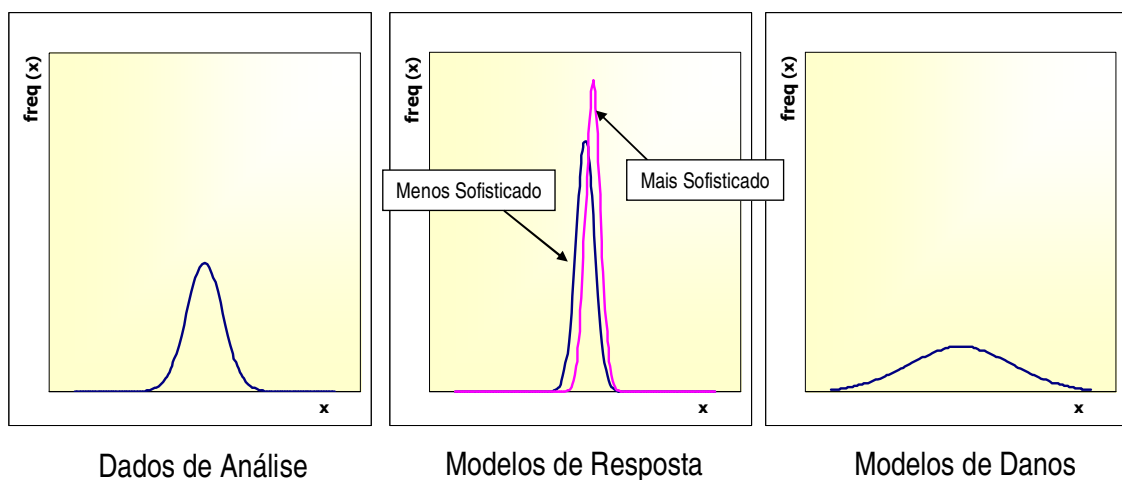 freq (x)
x
Dados de Análise
freq (x)
Menos Sofisticado
Mais Sofisticado
x
Modelos de Resposta
freq (x)
x
Modelos de Danos